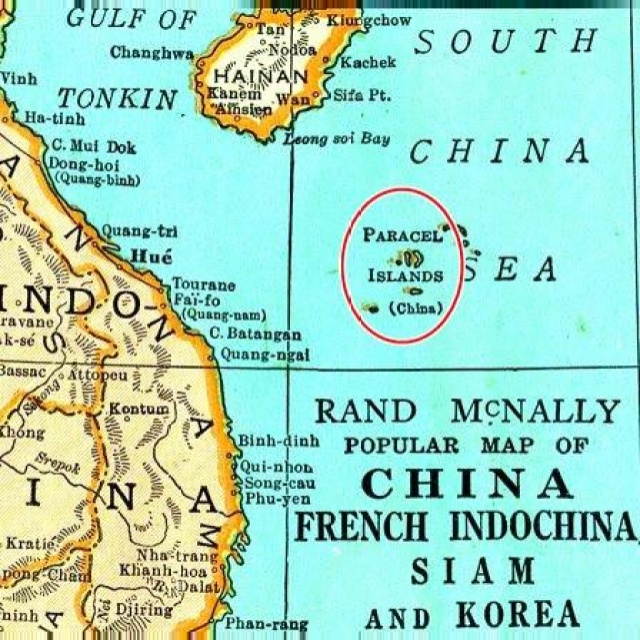 GULF OF
TONKIN
Kiungchow
Tan
Nodoa
Changhwa
Kachek
HAINAN
Kanem
Wan
Sifa Pt.
Leong soi Bay
SOUTH
CHINA
SEA
PARACEL
ISLANDS
(China)
Vinh
Ha-tinh
C. Mui Dok
Dong-hoi
(Quang-binh)
Quang-tri
Hué
Tourane
Faï-fo
(Quang-nam)
C. Batangan
Quang-ngai
INDO
ravane
k-sé
Bassac
Attopeu
Kontum
Khong
Srepok
Binh-dinh
Qui-nhon
Song-cau
Phu-yen
INA
ANNAM
Kratie
pong-Cham
Nha-trang
Khanh-hoa
Dalat
Djiring
Phan-rang
ninh
RAND McNALLY
POPULAR MAP OF
CHINA
FRENCH INDOCHINA
SIAM
AND KOREA